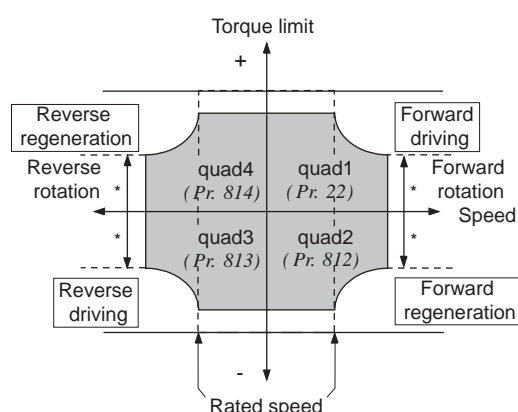 Torque limit
+
Reverse
regeneration
Forward
driving
quad4
(Pr. 814)
quad1
(Pr. 22)
Reverse
rotation
*
*
Forward
rotation
Speed
*
*
quad3
(Pr. 813)
quad2
(Pr. 812)
Reverse
driving
Forward
regeneration
-
Rated speed